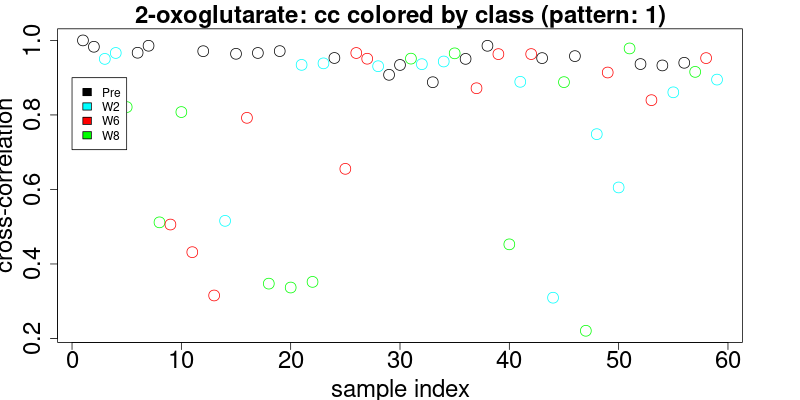 2-oxoglutarate: cc colored by class (pattern: 1)
cross-correlation
1.0
0.8
0.6
0.4
0.2
Pre
W2
W6
W8
0 10 20 30 40 50 60
sample index